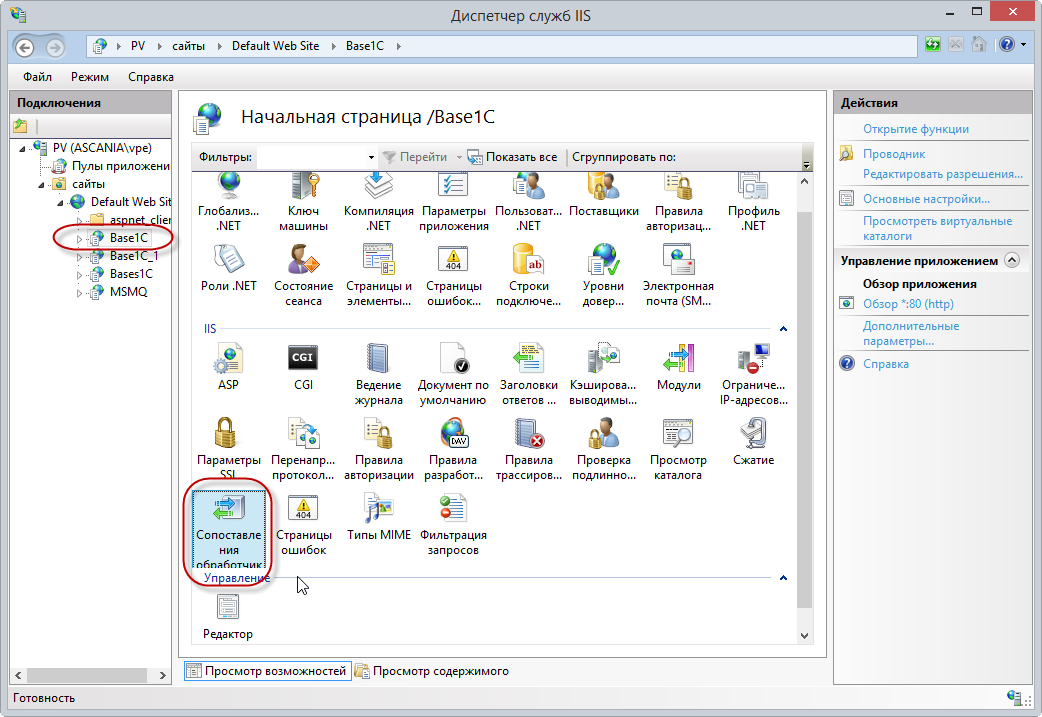 Диспетчер служб IIS
PV
сайты
Default Web Site
Base1C
Файл
Режим
Справка
Подключения
PV (ASCANIA\vpe)
Пулы приложени
сайты
Default Web Sit
aspnet_clien
Base1C
Base1C_1
Bases1C
MSMQ
Начальная страница /Base1C
Фильтры:
Перейти
Показать все
Сгруппировать по:
Глобализ...
.NET
Ключ
машины
Компиляция
.NET
Параметры
приложения
Пользоват...
.NET
Поставщики
Правила
авторизац...
Профиль
.NET
Роли .NET
Состояние
сеанса
Страницы и
элементы...
404
Страницы
ошибок...
ab
Строки
подключе...
Уровни
довер...
Электронная
почта (SM...
IIS
ASP
CGI
CGI
Ведение
журнала
Документ по
умолчанию
Заголовки
ответов ...
Кэширова...
выводимы...
Модули
Ограниче...
IP-адресов...
Параметры
SSL
Перенапр...
протокол...
Правила
авторизации
DAV
Правила
разработ...
Правила
трассиров...
Проверка
подлинно...
Просмотр
каталога
Сжатие
Сопоставле
ния
обработчик
404
Страницы
ошибок
Типы MIME
Фильтрация
запросов
Управление
Редактор
Просмотр возможностей
Просмотр содержимого
Действия
Открытие функции
Проводник
Редактировать разрешения...
Основные настройки...
Просмотреть виртуальные
каталоги
Управление приложением
Обзор приложения
Обзор *:80 (http)
Дополнительные
параметры...
Справка
Готовность